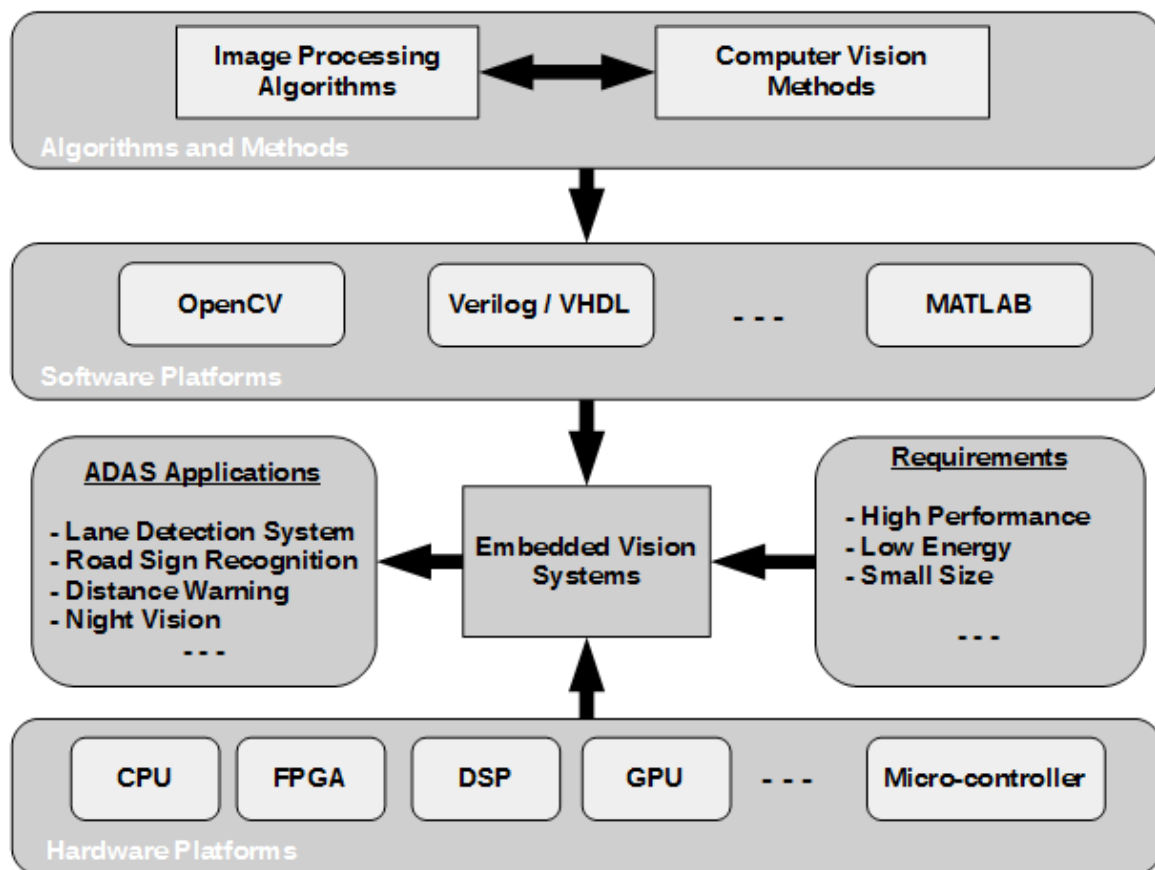 Image Processing
Algorithms
Computer Vision
Methods
Algorithms and Methods
OpenCV
Verilog / VHDL
- - -
MATLAB
Software Platforms
ADAS Applications
- Lane Detection System
- Road Sign Recognition
- Distance Warning
- Night Vision
- - -
Embedded Vision
Systems
Requirements
- High Performance
- Low Energy
- Small Size
- - -
CPU
FPGA
DSP
GPU
- - -
Micro-controller
Hardware Platforms